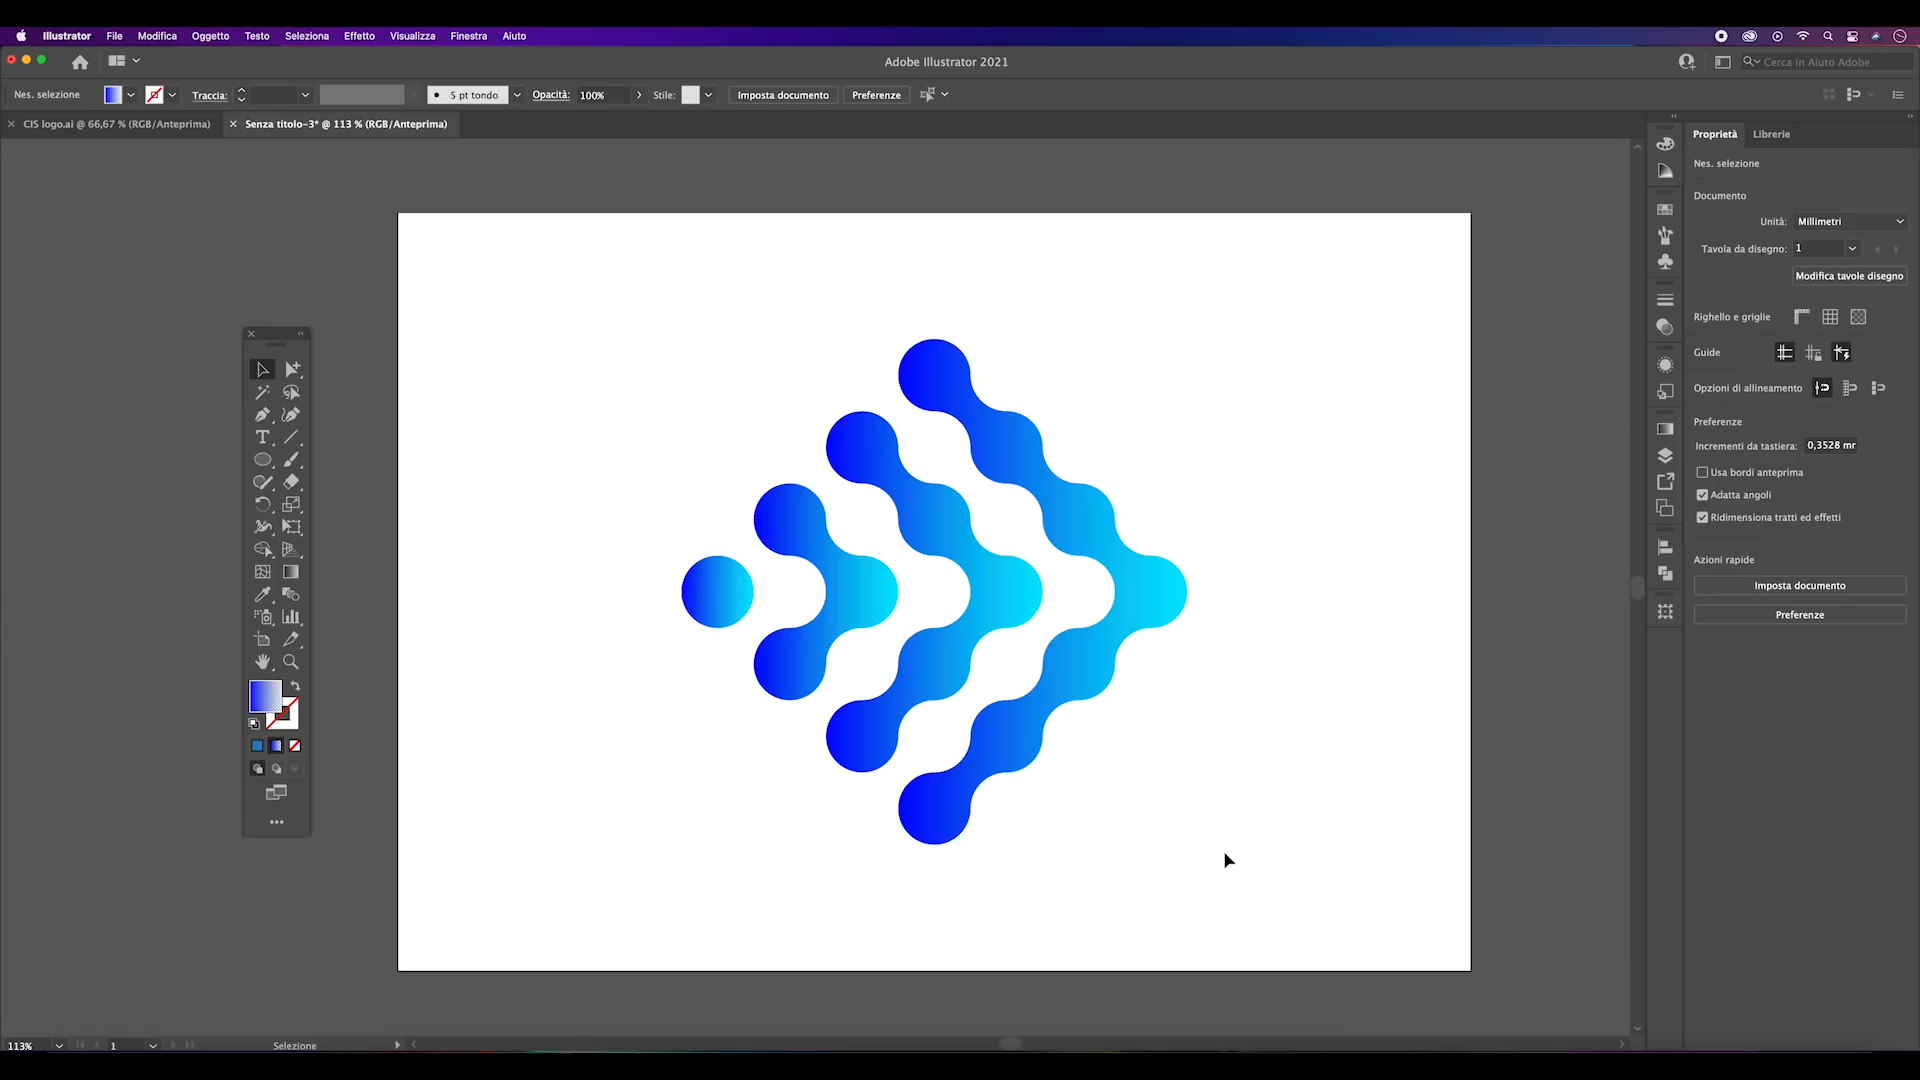 Illustrator File Modifica Oggetto Testo Seleziona Effetto Visualizza Finestra Aiuto
Adobe Illustrator 2021
Cerca in Aiuto Adobe
Nes. selezione
Traccia:
5 pt tondo
Opacità: 100%
Stile:
Imposta documento
Preferenze
CIS logo.ai @ 66,67 % (RGB/Anteprima)
Senza titolo-3* @ 113 % (RGB/Anteprima)
Proprietà
Librerie
Nes. selezione
Documento
Unità: Millimetri
Tavola da disegno: 1
Modifica tavole disegno
Righello e griglie
Guide
Opzioni di allineamento
Preferenze
Incrementi da tastiera: 0,3528 mr
Usa bordi anteprima
Adatta angoli
Ridimensiona tratti ed effetti
Azioni rapide
Imposta documento
Preferenze
113%
1
Selezione